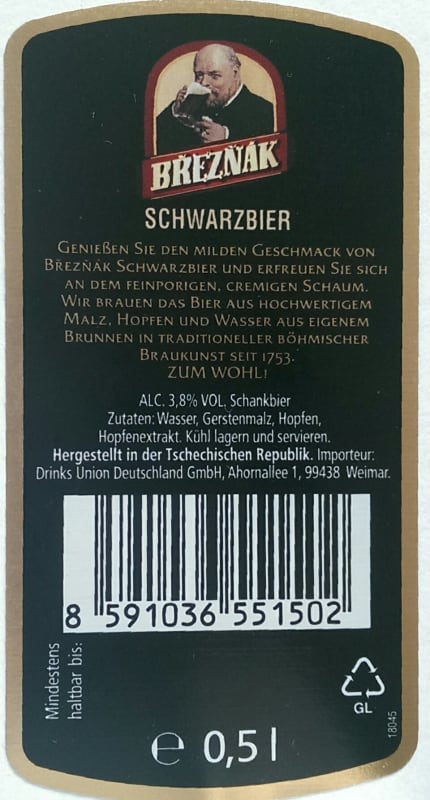 BŘEZŇÁK
SCHWARZBIER
GENIEẞEN SIE DEN MILDEN GESCHMACK VON
BŘEZŇÁK SCHWARZBIER UND ERFREUEN SIE SICH
AN DEM FEINPORIGEN, CREMIGEN SCHAUM.
WIR BRAUEN DAS BIER AUS HOCHWERTIGEM
MALZ, HOPFEN UND WASSER AUS EIGENEM
BRUNNEN IN TRADITIONELLER BÖHMISCHER
BRAUKUNST SEIT 1753.
ZUM WOHL!
ALC. 3,8% VOL, Schankbier
Zutaten: Wasser, Gerstenmalz, Hopfen,
Hopfenextrakt. Kühl lagern und servieren.
Hergestellt in der Tschechischen Republik. Importeur:
Drinks Union Deutschland GmbH, Ahornallee 1, 99438 Weimar.
8 591036 551502
Mindestens
haltbar bis:
GL
18045
e 0,5 l